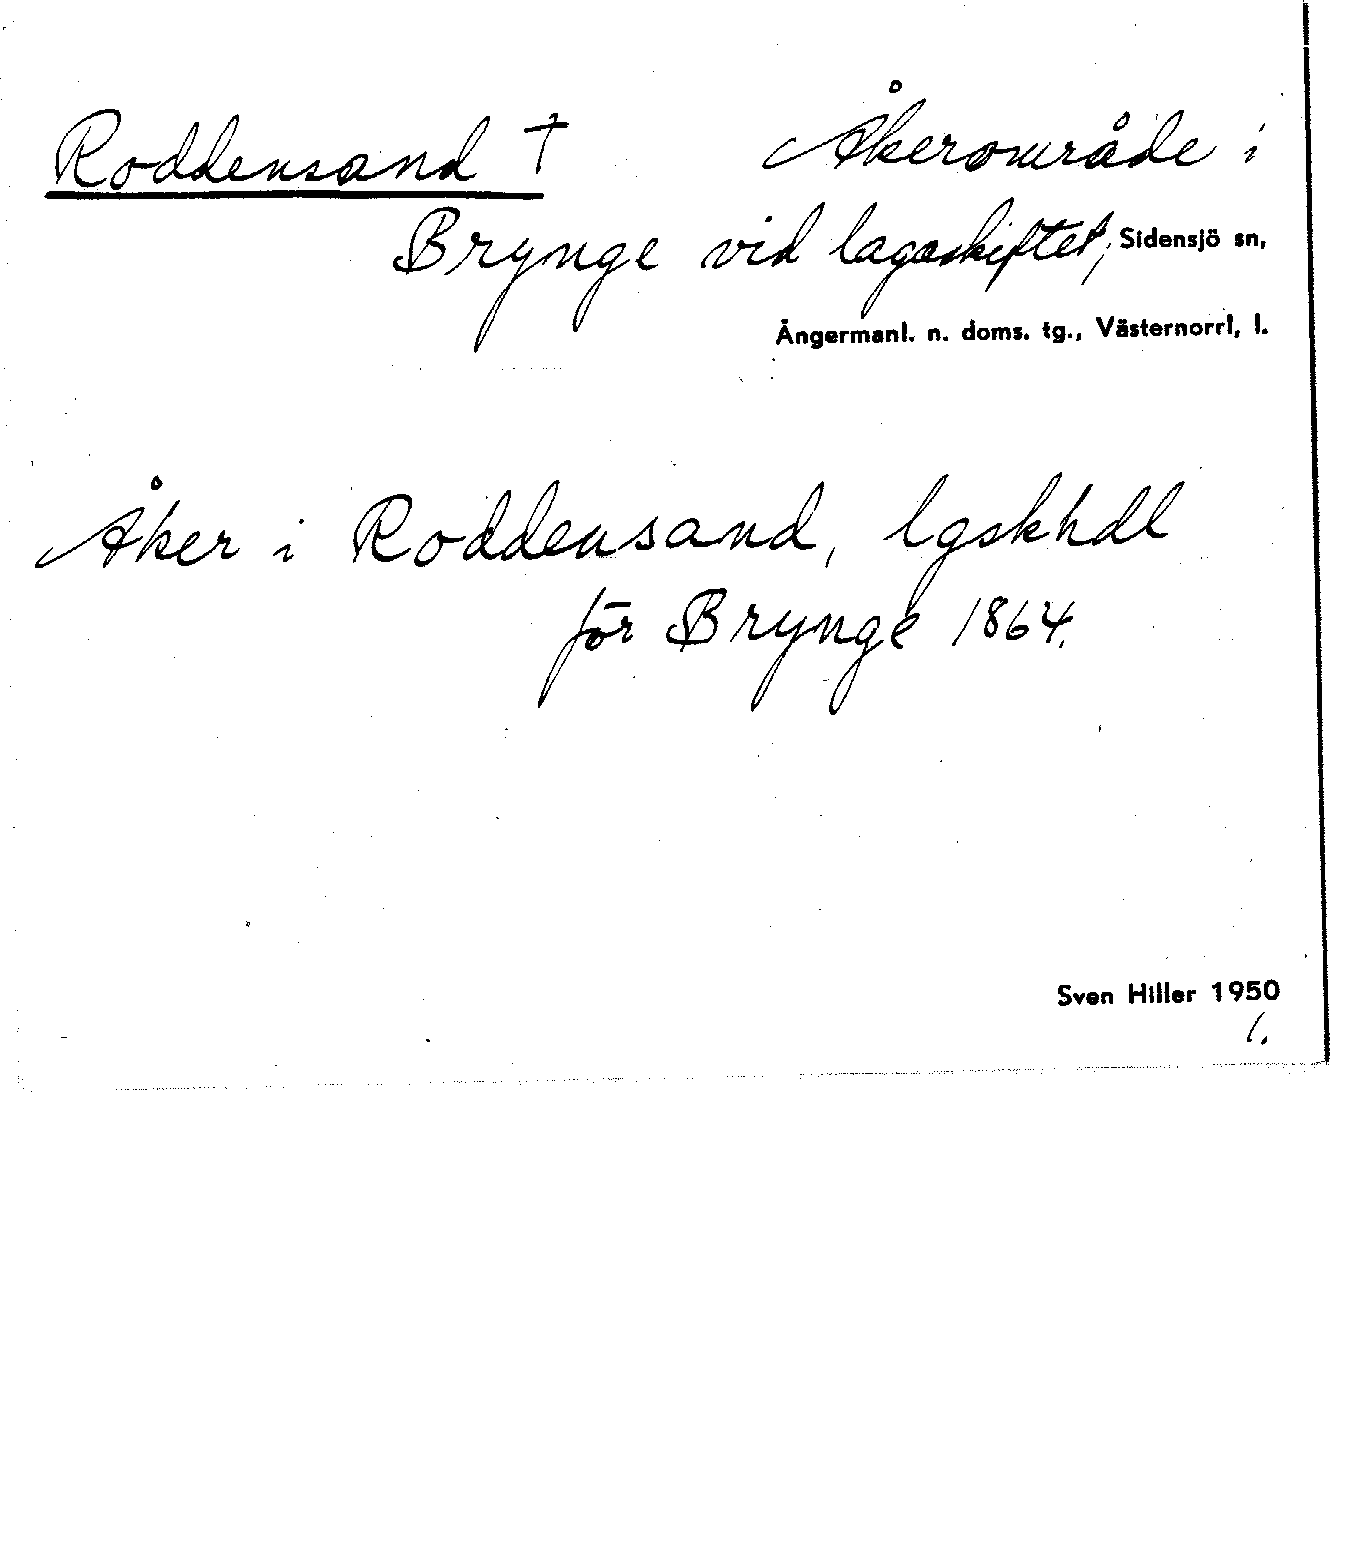 Roddensand † Åkerområde i
Brynge vid lagaskiftet, Sidensjö sn,
Ångermanl. n. doms. tg., Västernorrl. l.
Åker i Roddensand, lgskhdl
för Brynge 1864.
Sven Hiller 1950
1.